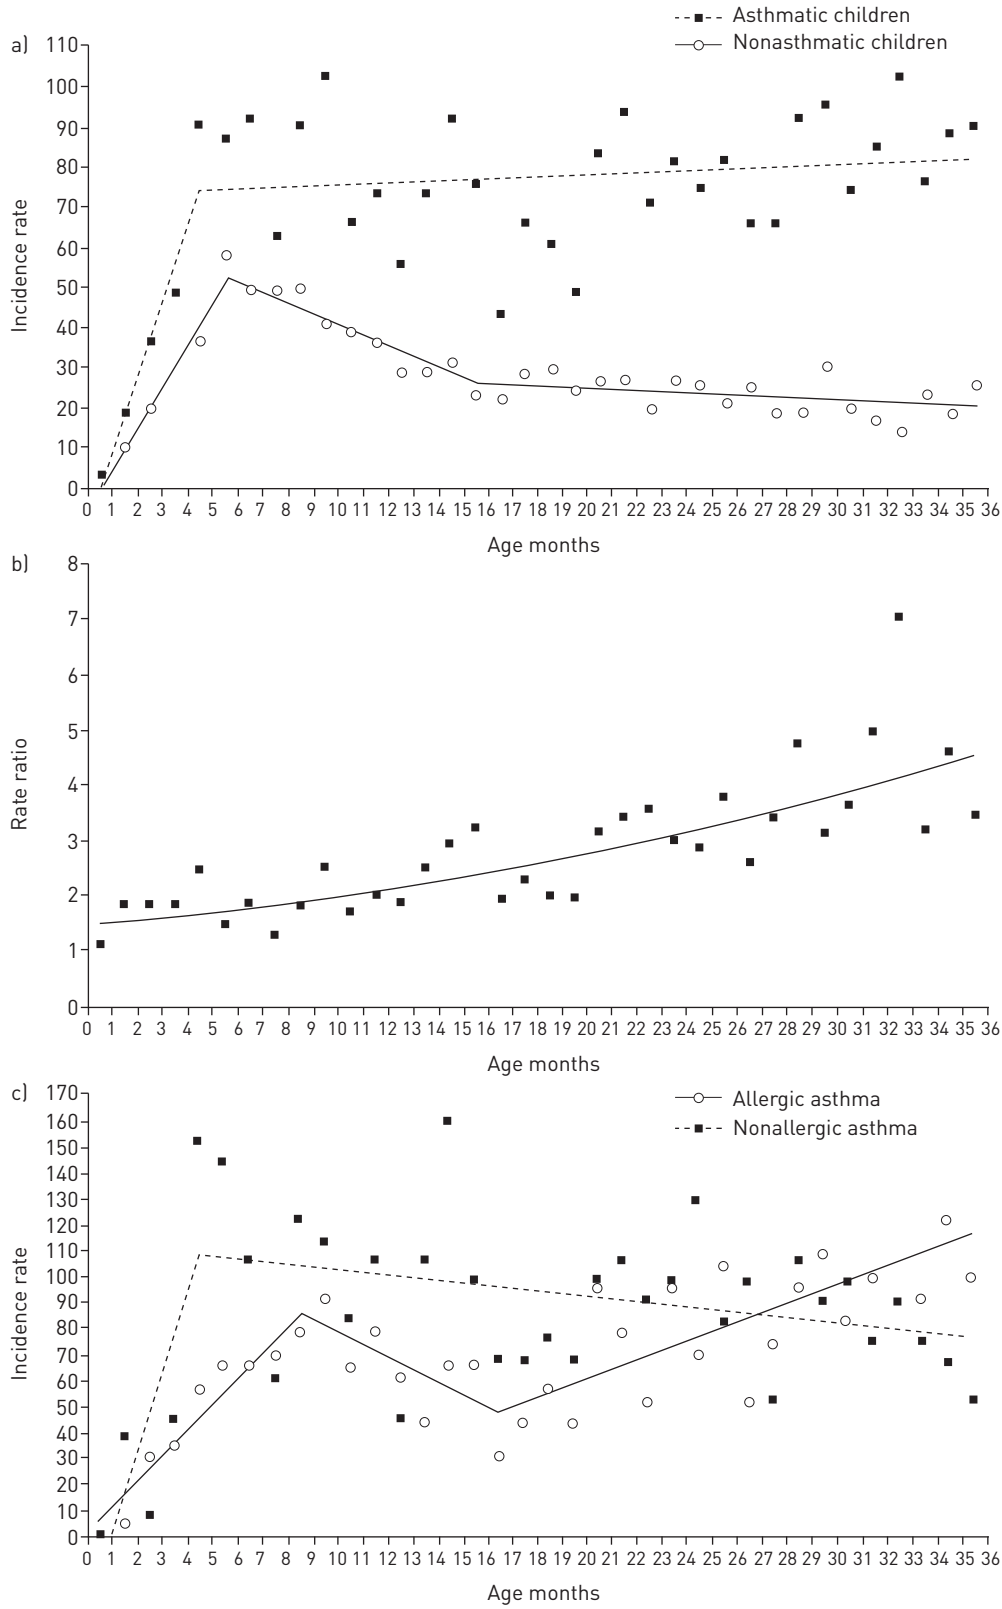 Asthmatic children
Nonasthmatic children
a)
110
100
90
80
70
60
50
40
30
20
10
0
Incidence rate
0 1 2 3 4 5 6 7 8 9 10 11 12 13 14 15 16 17 18 19 20 21 22 23 24 25 26 27 28 29 30 31 32 33 34 35 36
Age months
b)
8
7
6
5
4
3
2
1
0
Rate ratio
0 1 2 3 4 5 6 7 8 9 10 11 12 13 14 15 16 17 18 19 20 21 22 23 24 25 26 27 28 29 30 31 32 33 34 35 36
Age months
c)
Allergic asthma
Nonallergic asthma
170
160
150
140
130
120
110
100
90
80
70
60
50
40
30
20
10
0
Incidence rate
0 1 2 3 4 5 6 7 8 9 10 11 12 13 14 15 16 17 18 19 20 21 22 23 24 25 26 27 28 29 30 31 32 33 34 35 36
Age months